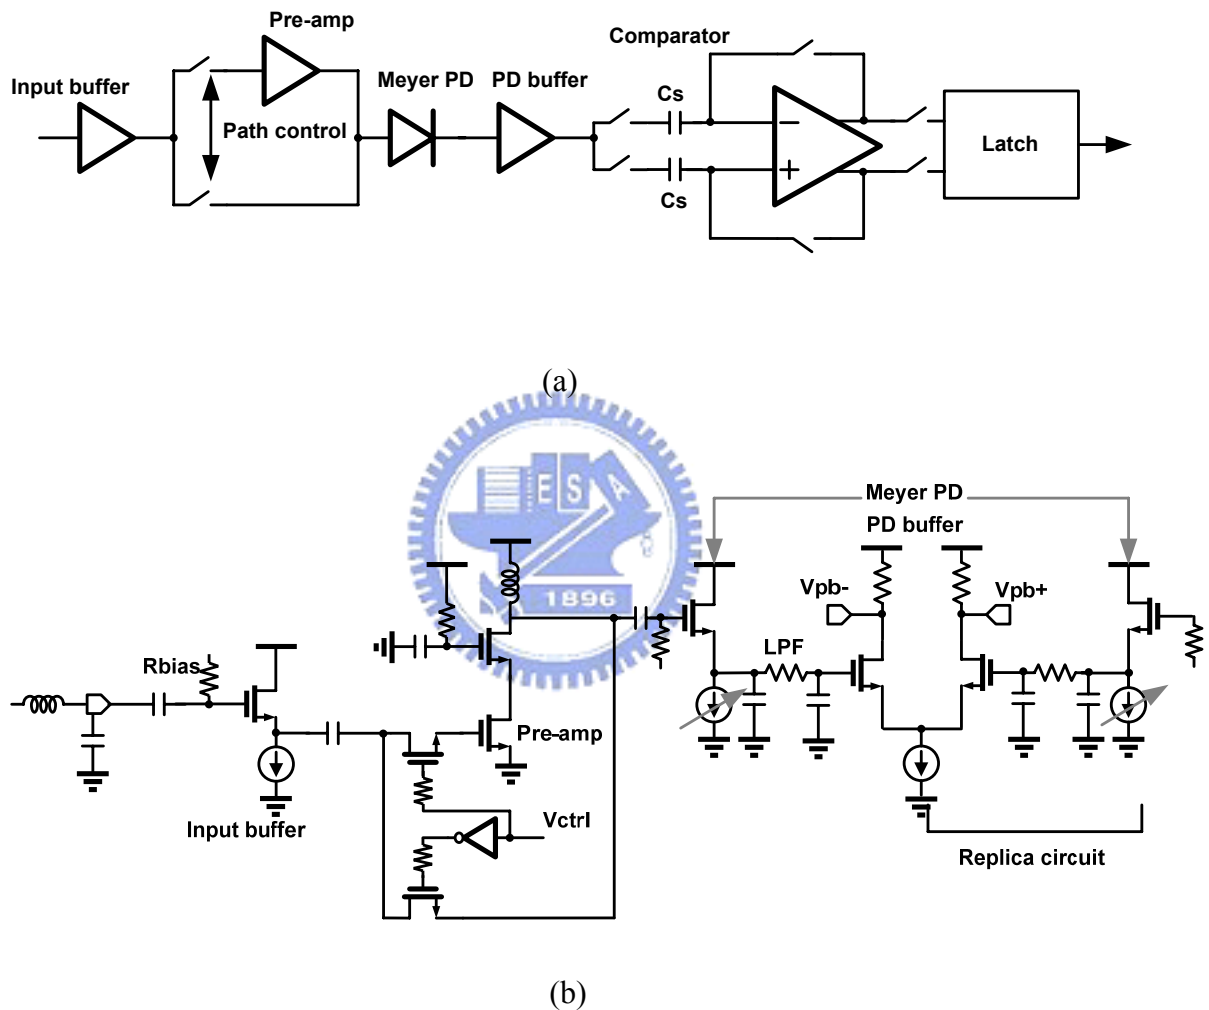 Pre-amp
Input buffer
Path control
Meyer PD
PD buffer
Comparator
Cs
Cs
−
+
Latch
(a)
E S A
1896
Meyer PD
PD buffer
Vpb-
Vpb+
LPF
Rbias
Input buffer
Pre-amp
Vctrl
Replica circuit
(b)